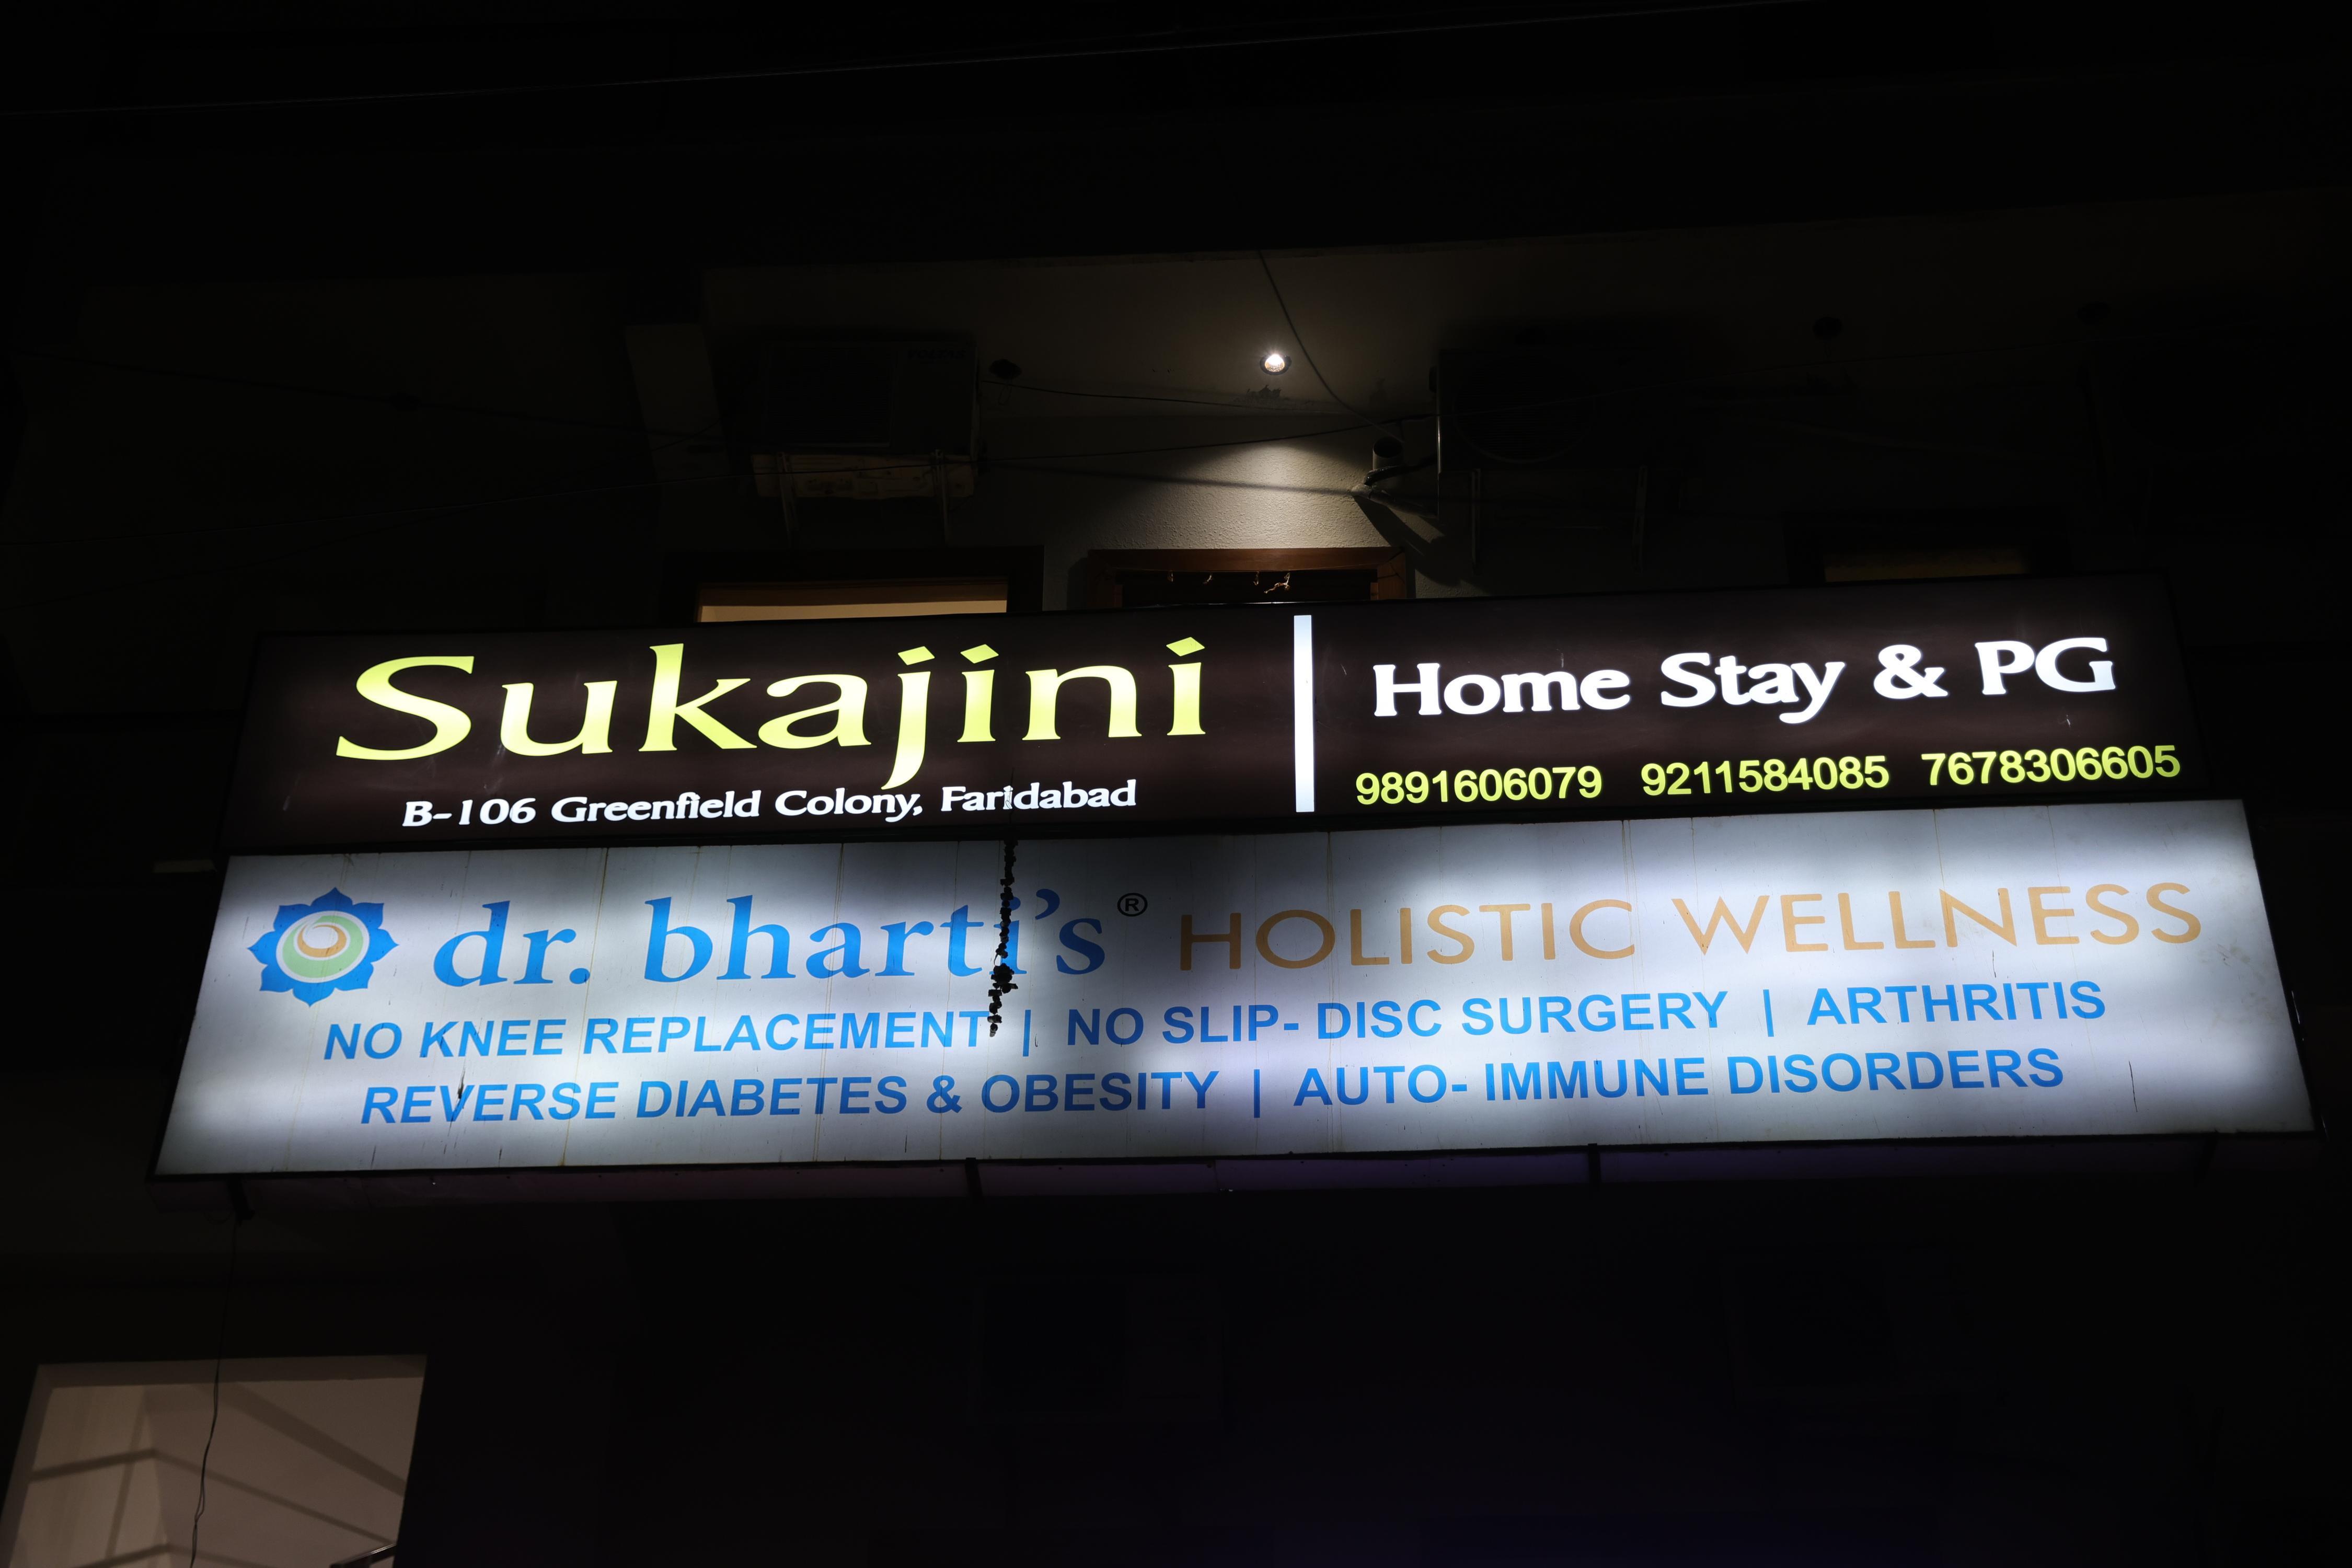 Sukajini
B-106 Greenfield Colony, Faridabad
Home Stay & PG
9891606079 9211584085 7678306605
dr. bharti's® HOLISTIC WELLNESS
NO KNEE REPLACEMENT | NO SLIP- DISC SURGERY | ARTHRITIS
REVERSE DIABETES & OBESITY | AUTO- IMMUNE DISORDERS